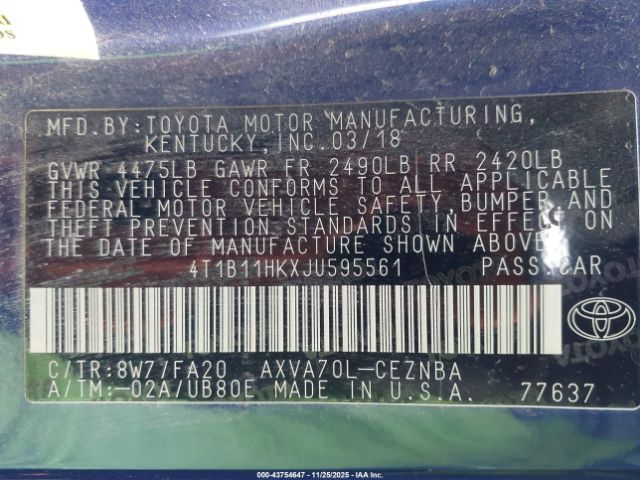 MFD.BY:TOYOTA MOTOR MANUFACTURING,
KENTUCKY,INC.03/18
GVWR 4475LB GAWR FR 2490LB RR 2420LB
THIS VEHICLE CONFORMS TO ALL APPLICABLE
FEDERAL MOTOR VEHICLE SAFETY, BUMPER AND
THEFT PREVENTION STANDARDS IN EFFECT ON
THE DATE OF MANUFACTURE SHOWN ABOVE.
4T1B11HKXJU595561 PASS.CAR
C/TR:8W77/FA20 AXVA70L-CEZNBA
A/TM:-02A/UB80E MADE IN U.S.A. 77637
000-43754647 - 11/25/2025 - IAA Inc.